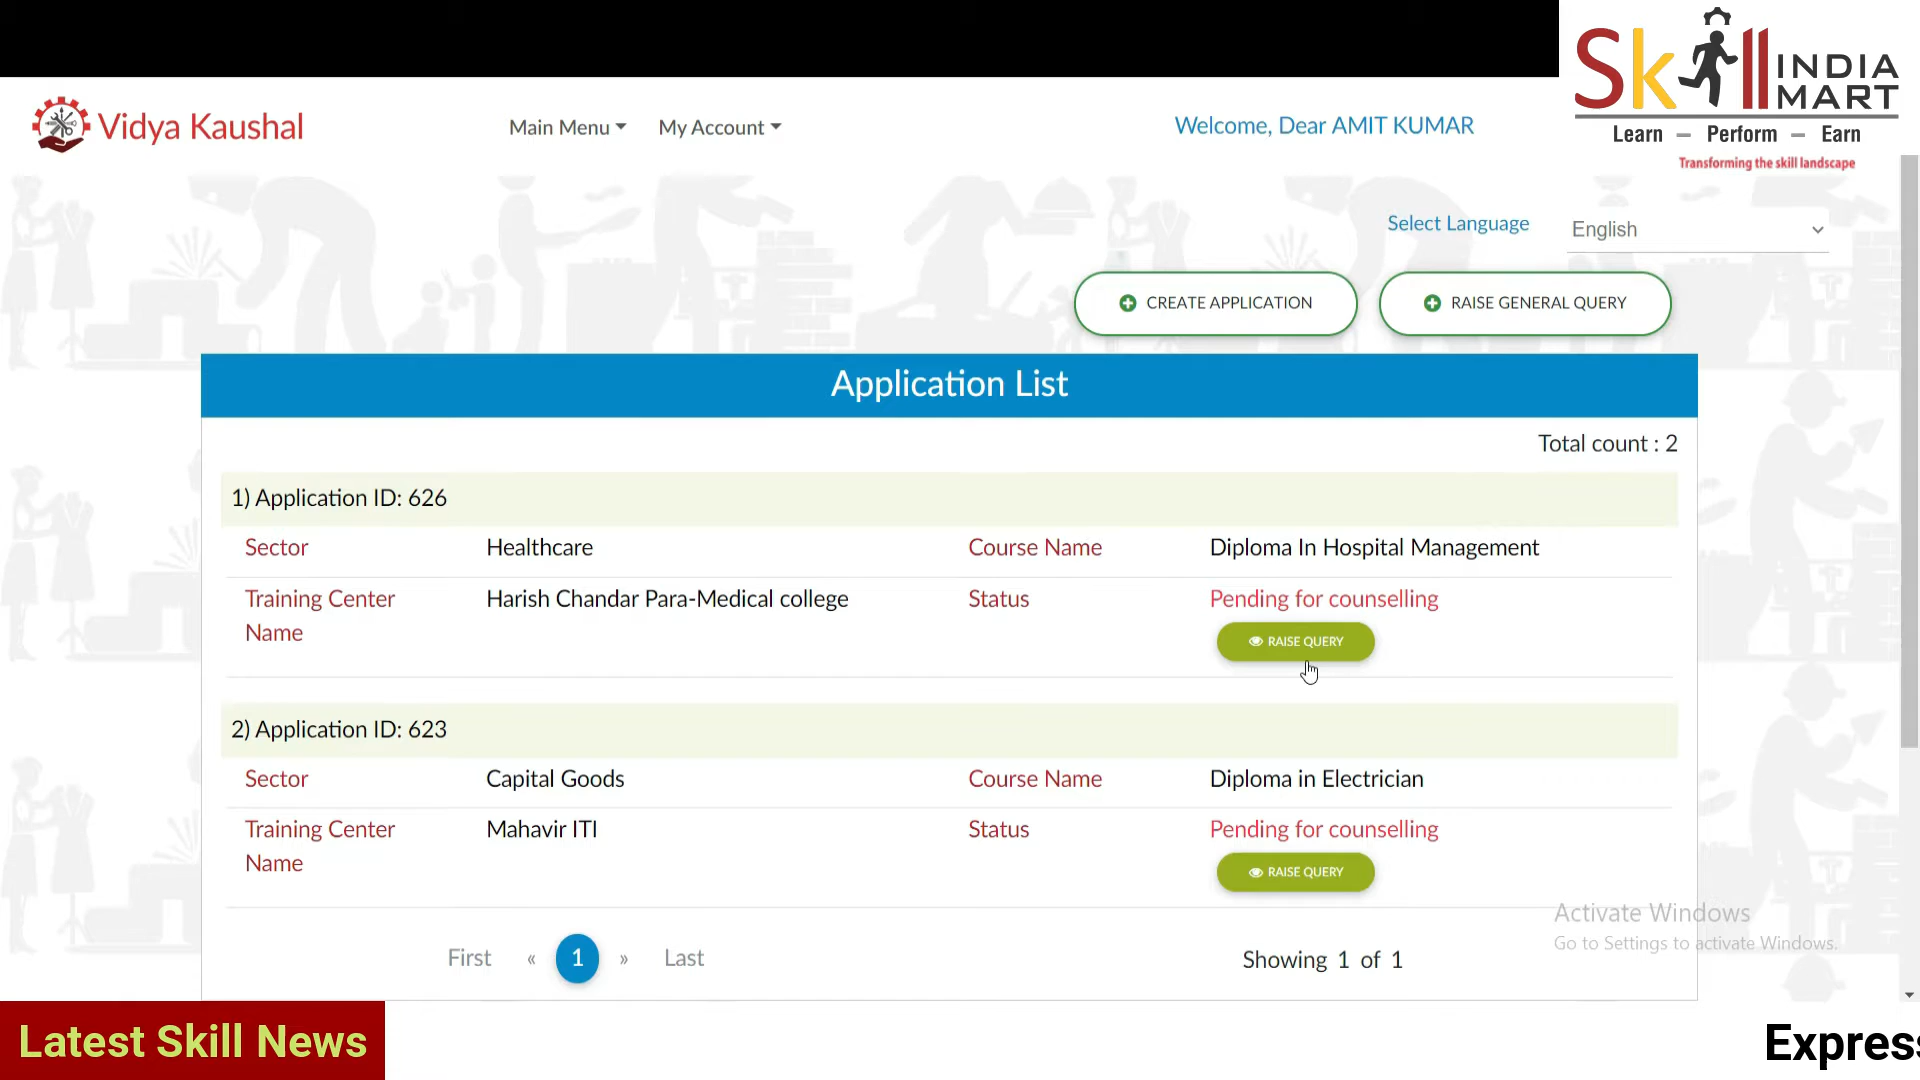 Skill INDIA MART
Learn – Perform – Earn
Transforming the skill landscape
Vidya Kaushal
Main Menu
My Account
Welcome, Dear AMIT KUMAR
Select Language
English
CREATE APPLICATION
RAISE GENERAL QUERY
Application List
Total count : 2
1) Application ID: 626
Sector Healthcare Course Name Diploma In Hospital Management
Training Center Name Harish Chandar Para-Medical college Status Pending for counselling
RAISE QUERY
2) Application ID: 623
Sector Capital Goods Course Name Diploma in Electrician
Training Center Name Mahavir ITI Status Pending for counselling
RAISE QUERY
Activate Windows
Go to Settings to activate Windows.
First « 1 » Last
Showing 1 of 1
Latest Skill News
Express